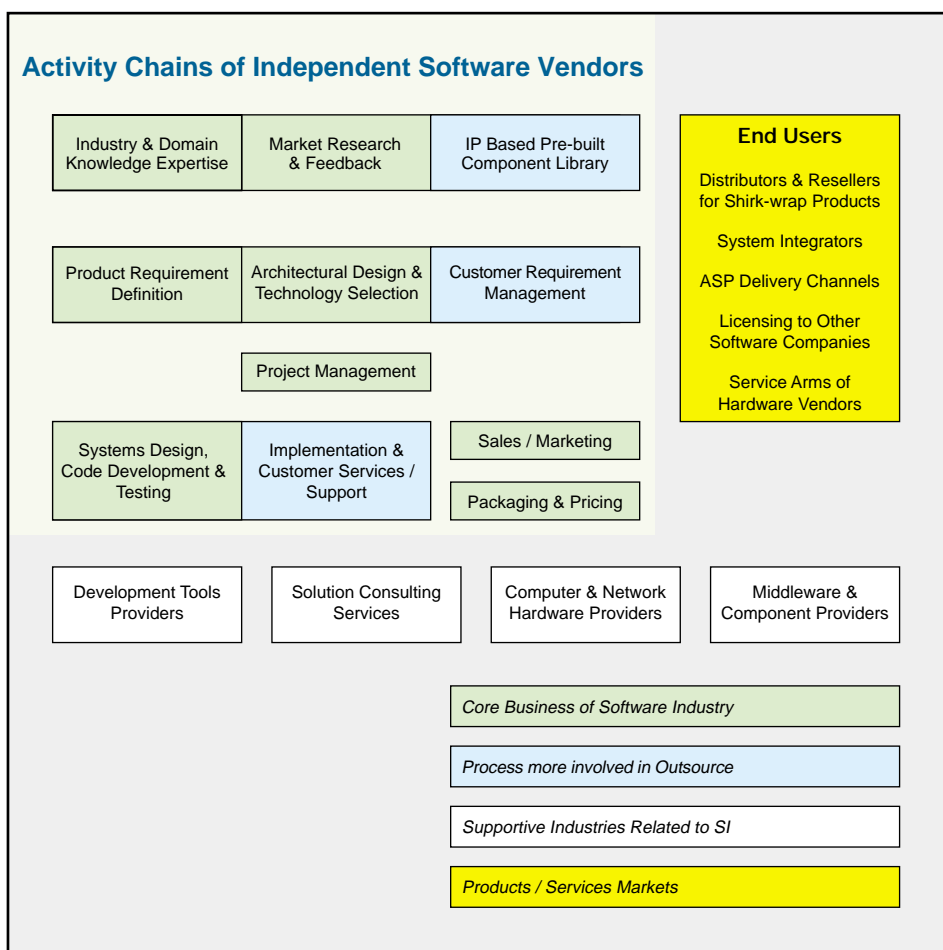 Activity Chains of Independent Software Vendors
Industry & Domain
Knowledge Expertise
Market Research
& Feedback
IP Based Pre-built
Component Library
End Users
Distributors & Resellers
for Shirk-wrap Products
System Integrators
ASP Delivery Channels
Licensing to Other
Software Companies
Service Arms of
Hardware Vendors
Product Requirement
Definition
Architectural Design &
Technology Selection
Customer Requirement
Management
Project Management
Systems Design,
Code Development &
Testing
Implementation &
Customer Services /
Support
Sales / Marketing
Packaging & Pricing
Development Tools
Providers
Solution Consulting
Services
Computer & Network
Hardware Providers
Middleware &
Component Providers
Core Business of Software Industry
Process more involved in Outsource
Supportive Industries Related to SI
Products / Services Markets